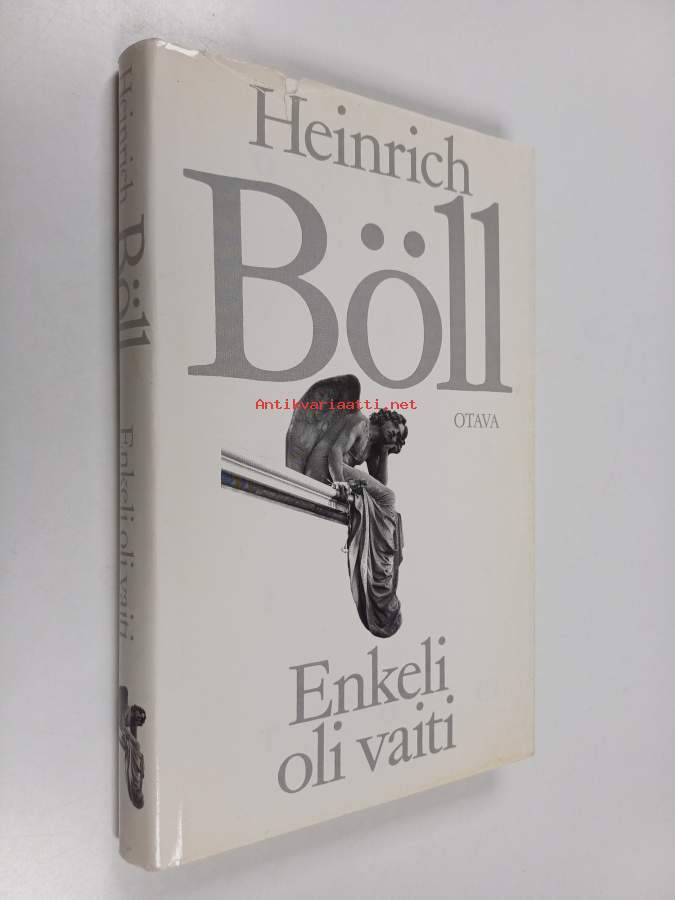 Heinrich
Böll
OTAVA
Enkeli
oli vaiti
Heinrich Böll Enkeli oli vaiti
Antikvariaatti.net